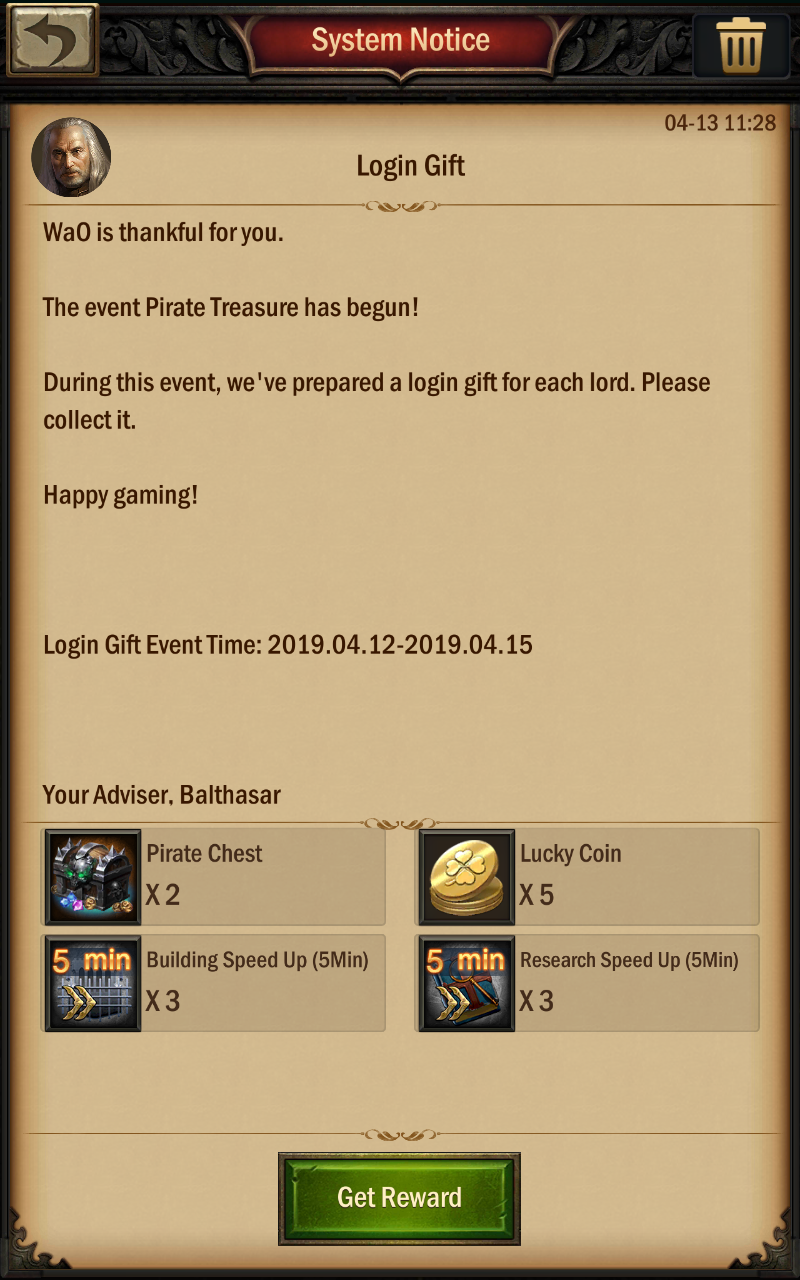 System Notice
04-13 11:28
Login Gift
WaO is thankful for you.
The event Pirate Treasure has begun!
During this event, we've prepared a login gift for each lord. Please
collect it.
Happy gaming!
Login Gift Event Time: 2019.04.12-2019.04.15
Your Adviser, Balthasar
Pirate Chest
X 2
Lucky Coin
X 5
5 min
Building Speed Up (5Min)
X 3
5 min
Research Speed Up (5Min)
X 3
Get Reward